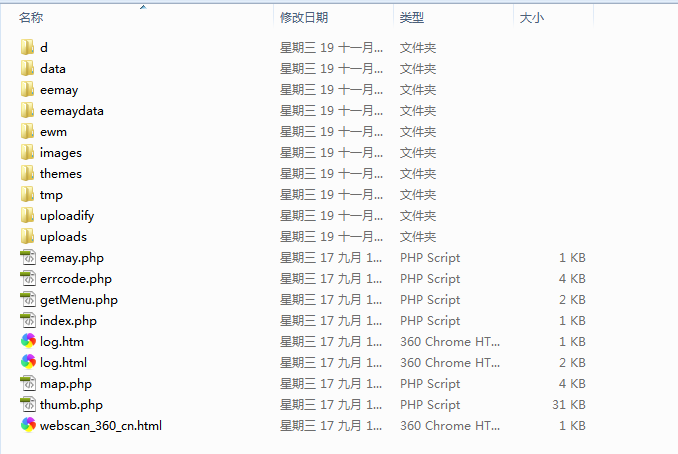 名称 修改日期 类型 大小
d 星期三 19 十一月... 文件夹
data 星期三 19 十一月... 文件夹
eemay 星期三 19 十一月... 文件夹
eemaydata 星期三 19 十一月... 文件夹
ewm 星期三 19 十一月... 文件夹
images 星期三 19 十一月... 文件夹
themes 星期三 19 十一月... 文件夹
tmp 星期三 19 十一月... 文件夹
uploadify 星期三 19 十一月... 文件夹
uploads 星期三 19 十一月... 文件夹
eemay.php 星期三 17 九月 1... PHP Script 1 KB
errcode.php 星期三 17 九月 1... PHP Script 4 KB
getMenu.php 星期三 17 九月 1... PHP Script 2 KB
index.php 星期三 17 九月 1... PHP Script 1 KB
log.htm 星期三 17 九月 1... 360 Chrome HT... 1 KB
log.html 星期三 17 九月 1... 360 Chrome HT... 2 KB
map.php 星期三 17 九月 1... PHP Script 4 KB
thumb.php 星期三 17 九月 1... PHP Script 31 KB
webscan_360_cn.html 星期三 17 九月 1... 360 Chrome HT... 1 KB